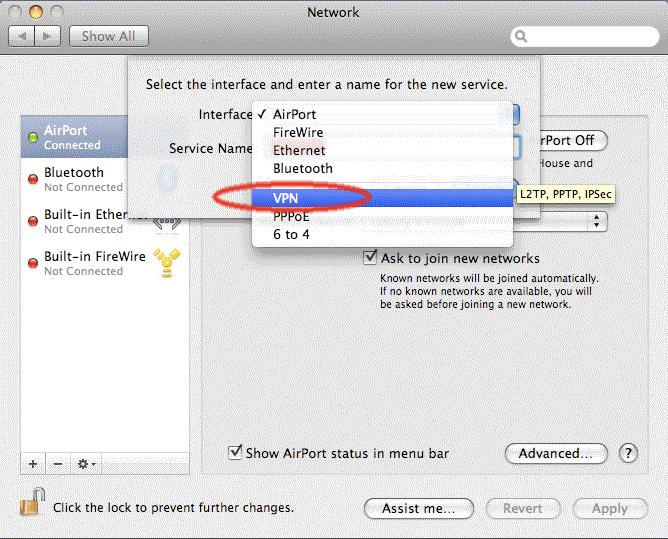 Network
Show All
Select the interface and enter a name for the new service.
Interface
✓ AirPort
FireWire
Ethernet
Bluetooth
VPN
PPPoE
6 to 4
Service Name
L2TP, PPTP, IPSec
AirPort
Connected
Bluetooth
Not Connected
Built-in Ethernet
Not Connected
Built-in FireWire
Not Connected
Port Off
House and
Ask to join new networks
Known networks will be joined automatically.
If no known networks are available, you will
be asked before joining a new network.
Show AirPort status in menu bar
Advanced...
?
Click the lock to prevent further changes.
Assist me...
Revert
Apply